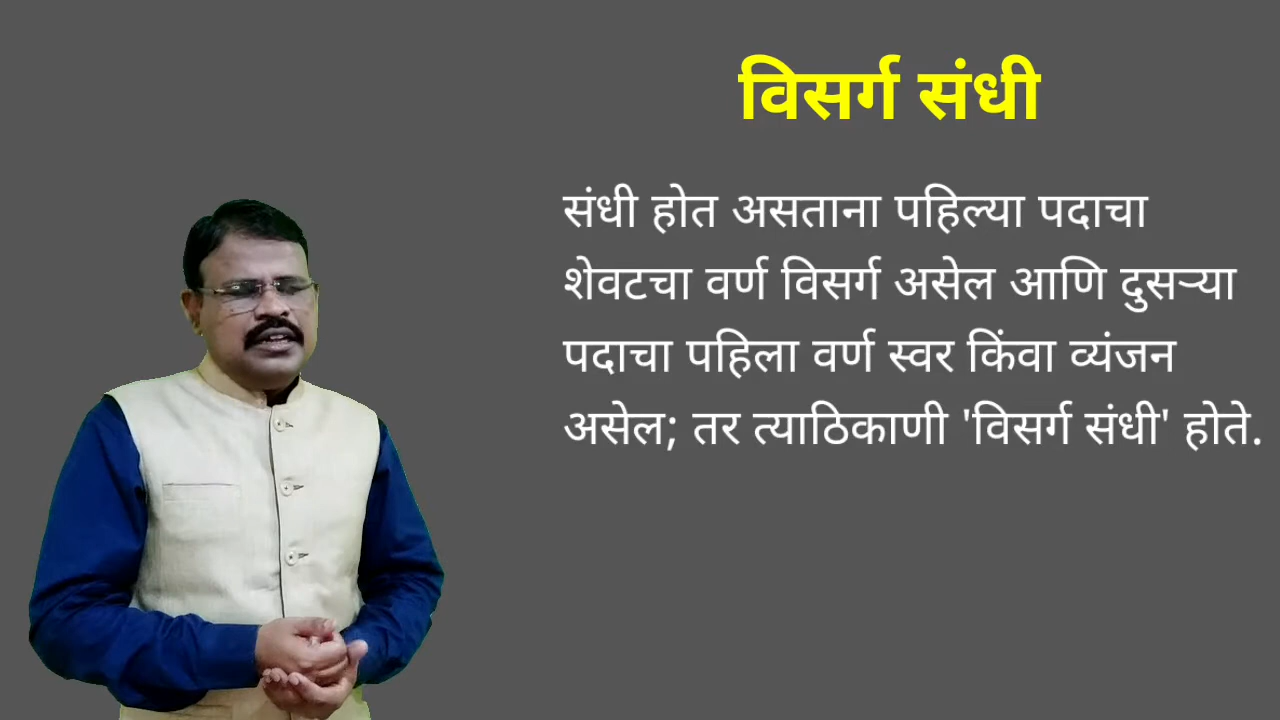 विसर्ग संधी
संधी होत असताना पहिल्या पदाचा
शेवटचा वर्ण विसर्ग असेल आणि दुसऱ्या
पदाचा पहिला वर्ण स्वर किंवा व्यंजन
असेल; तर त्याठिकाणी 'विसर्ग संधी' होते.